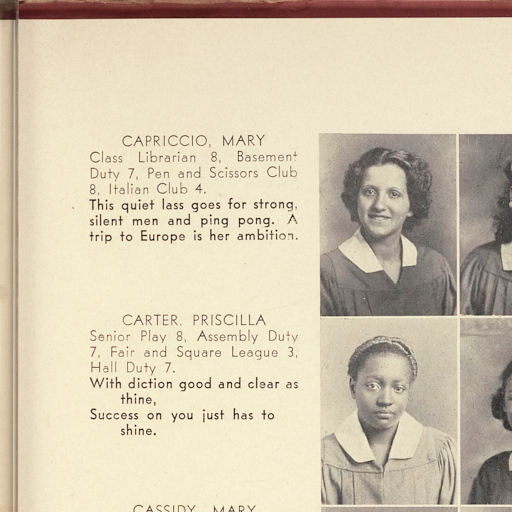 CAPRICCIO, MARY
Class Librarian 8, Basement
Duty 7, Pen and Scissors Club
8, Italian Club 4.
This quiet lass goes for strong,
silent men and ping pong. A
trip to Europe is her ambition.
CARTER, PRISCILLA
Senior Play 8, Assembly Duty
7, Fair and Square League 3,
Hall Duty 7.
With diction good and clear as
thine,
Success on you just has to
shine.
CASSIDY, MARY